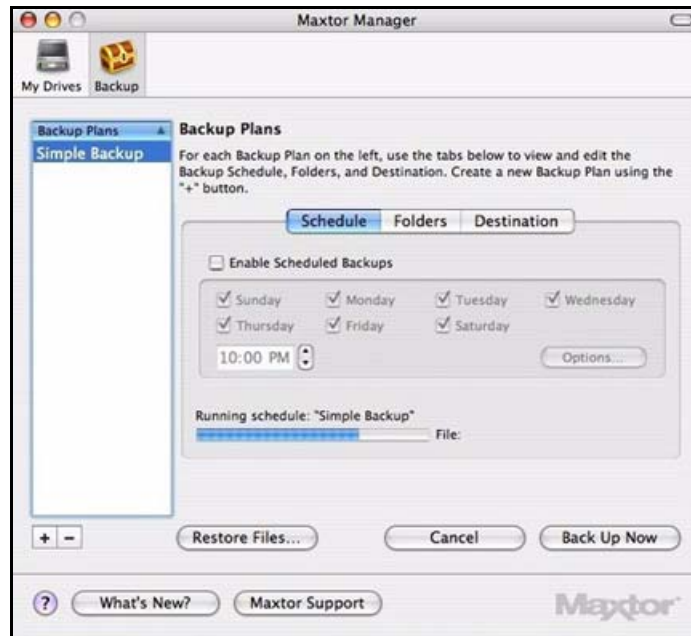 Maxtor Manager
My Drives
Backup
Backup Plans
Simple Backup
Backup Plans
For each Backup Plan on the left, use the tabs below to view and edit the
Backup Schedule, Folders, and Destination. Create a new Backup Plan using the
"+" button.
Schedule Folders Destination
Enable Scheduled Backups
Sunday Monday Tuesday Wednesday
Thursday Friday Saturday
10:00 PM Options...
Running schedule: "Simple Backup"
File:
+ - Restore Files... Cancel Back Up Now
? What's New? Maxtor Support Maxtor